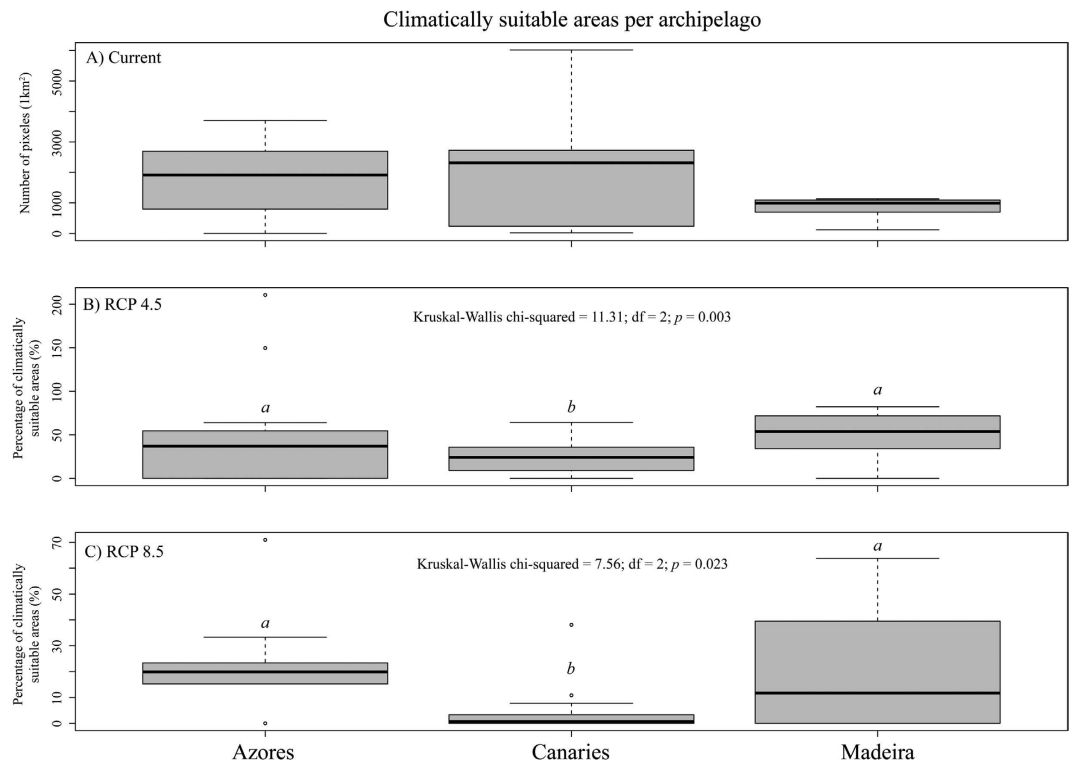 Climatically suitable areas per archipelago
A) Current
Number of pixeles (1km²)
5000
3000
1000
0
B) RCP 4.5
Kruskal-Wallis chi-squared = 11.31; df = 2; p = 0.003
Percentage of climatically
suitable areas (%)
200
150
100
50
0
a
b
a
C) RCP 8.5
Kruskal-Wallis chi-squared = 7.56; df = 2; p = 0.023
Percentage of climatically
suitable areas (%)
70
50
30
10
0
a
b
a
Azores
Canaries
Madeira